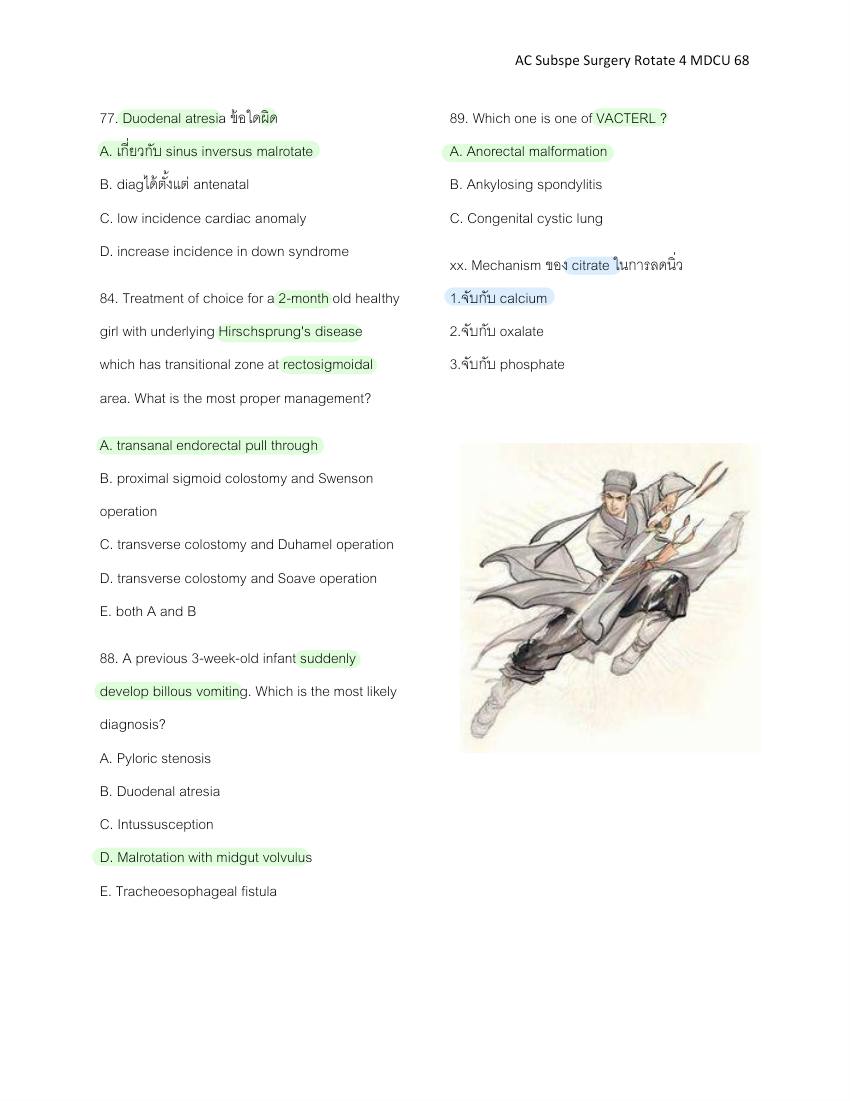 AC Subspe Surgery Rotate 4 MDCU 68
77. Duodenal atresia ข้อใดผิด
A. เกี่ยวกับ sinus inversus malrotate
B. diagได้ตั้งแต่ antenatal
C. low incidence cardiac anomaly
D. increase incidence in down syndrome
84. Treatment of choice for a 2-month old healthy
girl with underlying Hirschsprung's disease
which has transitional zone at rectosigmoidal
area. What is the most proper management?
A. transanal endorectal pull through
B. proximal sigmoid colostomy and Swenson
operation
C. transverse colostomy and Duhamel operation
D. transverse colostomy and Soave operation
E. both A and B
88. A previous 3-week-old infant suddenly
develop billous vomiting. Which is the most likely
diagnosis?
A. Pyloric stenosis
B. Duodenal atresia
C. Intussusception
D. Malrotation with midgut volvulus
E. Tracheoesophageal fistula
89. Which one is one of VACTERL ?
A. Anorectal malformation
B. Ankylosing spondylitis
C. Congenital cystic lung
xx. Mechanism ของ citrate ในการลดนิ่ว
1.จับกับ calcium
2.จับกับ oxalate
3.จับกับ phosphate